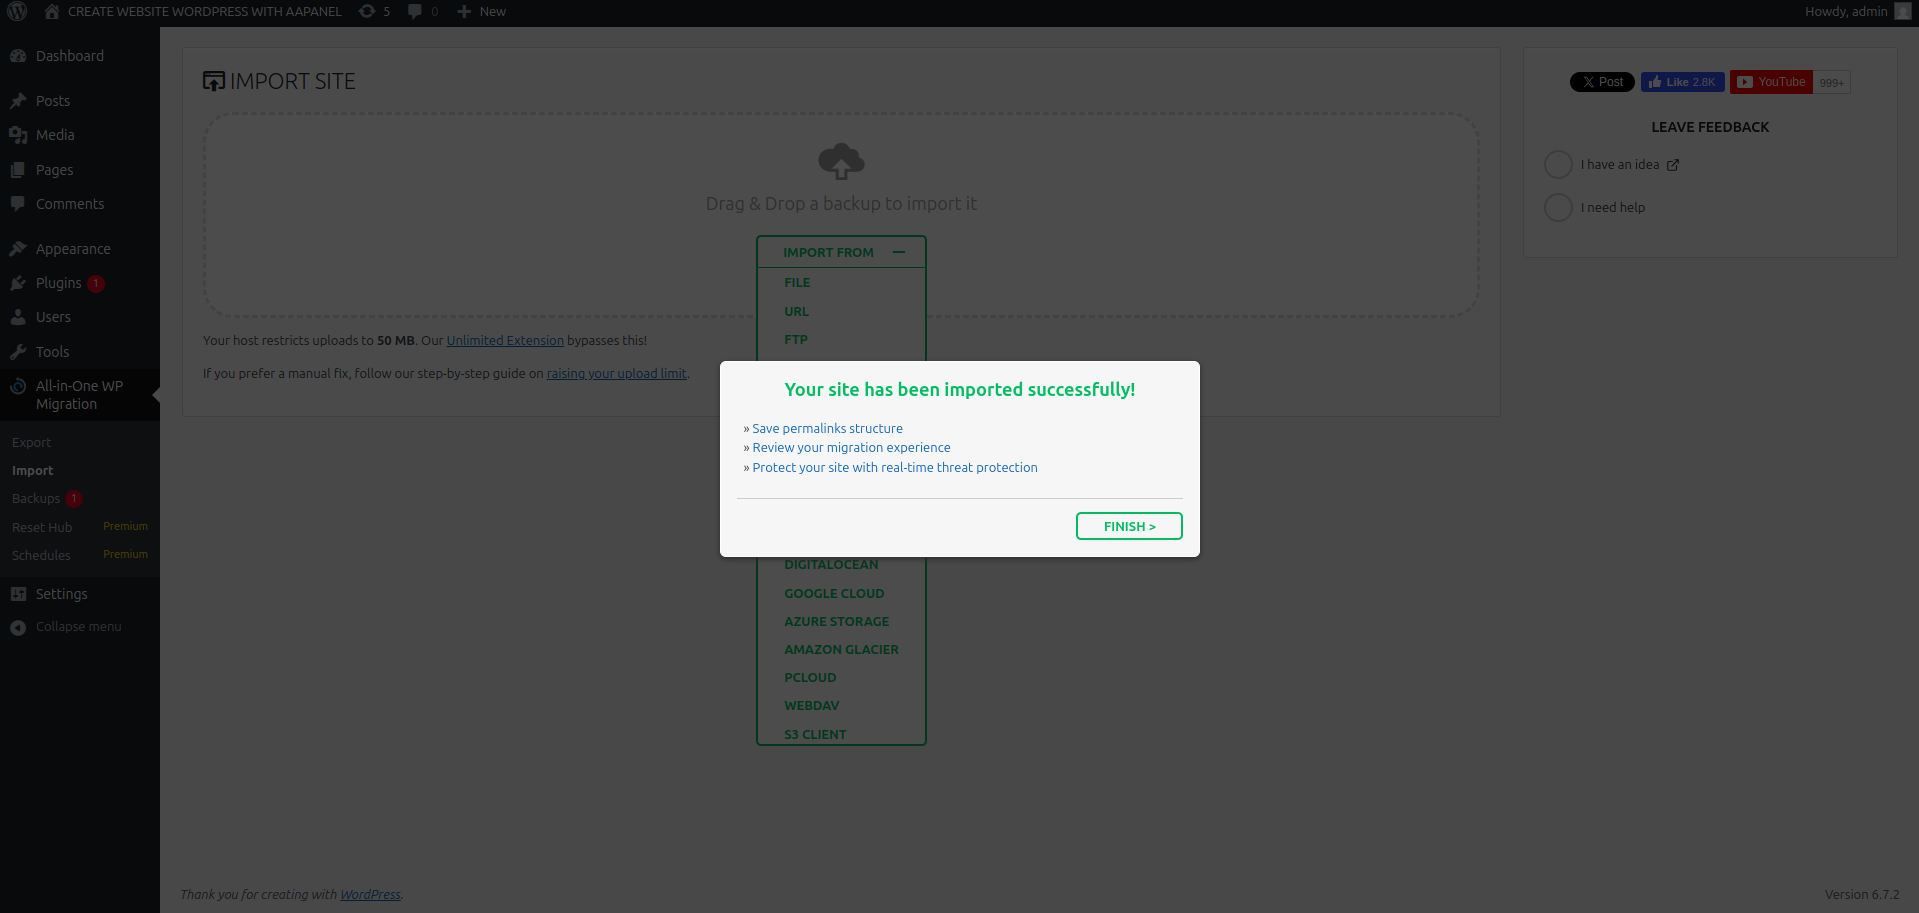 CREATE WEBSITE WORDPRESS WITH AAPANEL 5 0 New
Howdy, admin
Dashboard
Posts
Media
Pages
Comments
Appearance
Plugins 1
Users
Tools
All-in-One WP
Migration
Export
Import
Backups 1
Reset Hub Premium
Schedules Premium
Settings
Collapse menu
IMPORT SITE
Drag & Drop a backup to import it
IMPORT FROM
FILE
URL
FTP
Your host restricts uploads to 50 MB. Our Unlimited Extension bypasses this!
If you prefer a manual fix, follow our step-by-step guide on raising your upload limit.
Your site has been imported successfully!
» Save permalinks structure
» Review your migration experience
» Protect your site with real-time threat protection
FINISH >
DIGITALOCEAN
GOOGLE CLOUD
AZURE STORAGE
AMAZON GLACIER
PCLOUD
WEBDAV
S3 CLIENT
X Post Like 2.8K YouTube 999+
LEAVE FEEDBACK
I have an idea
I need help
Thank you for creating with WordPress.
Version 6.7.2